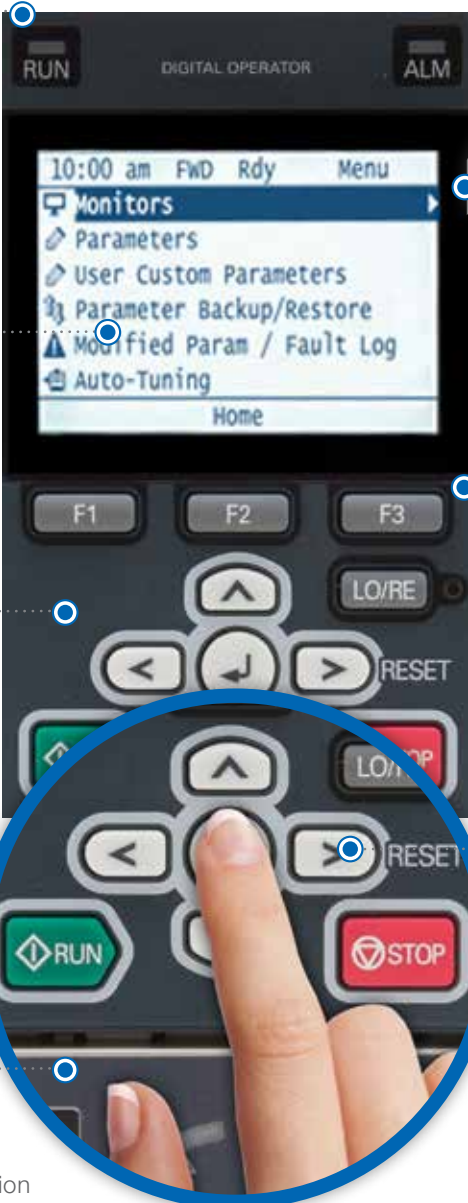 RUN DIGITAL OPERATOR ALM
10:00 am FWD Rdy Menu
Monitors
Parameters
User Custom Parameters
Parameter Backup/Restore
Modified Param / Fault Log
Auto-Tuning
Home
F1 F2 F3
LO/RE
RESET
RESET
RUN STOP